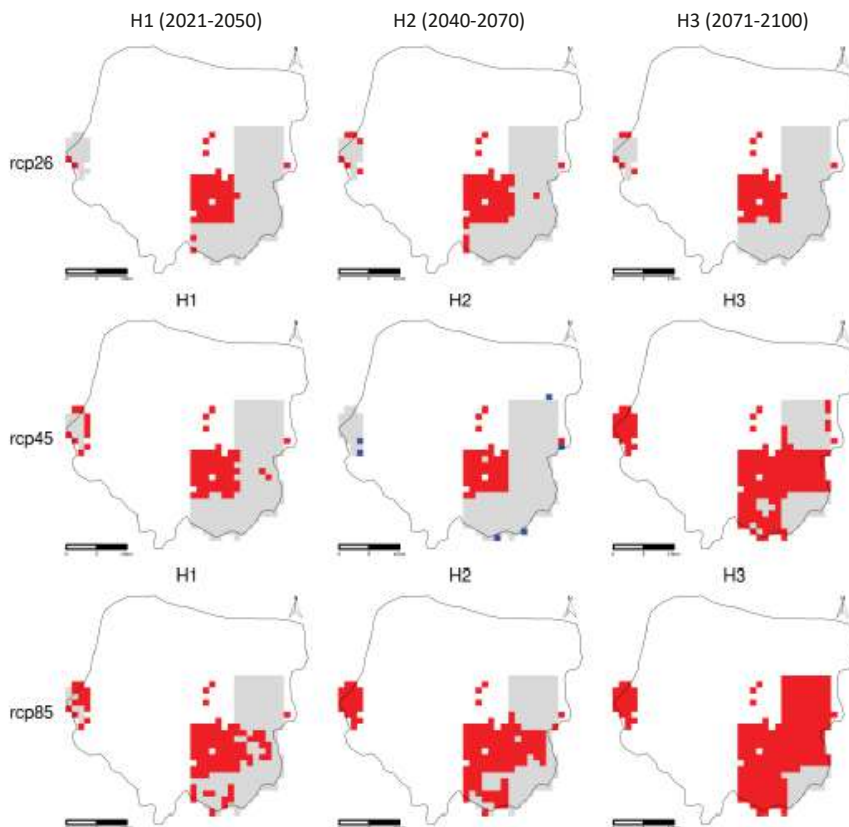 H1 (2021-2050) H2 (2040-2070) H3 (2071-2100)
rcp26
H1 H2 H3
rcp45
H1 H2 H3
rcp85